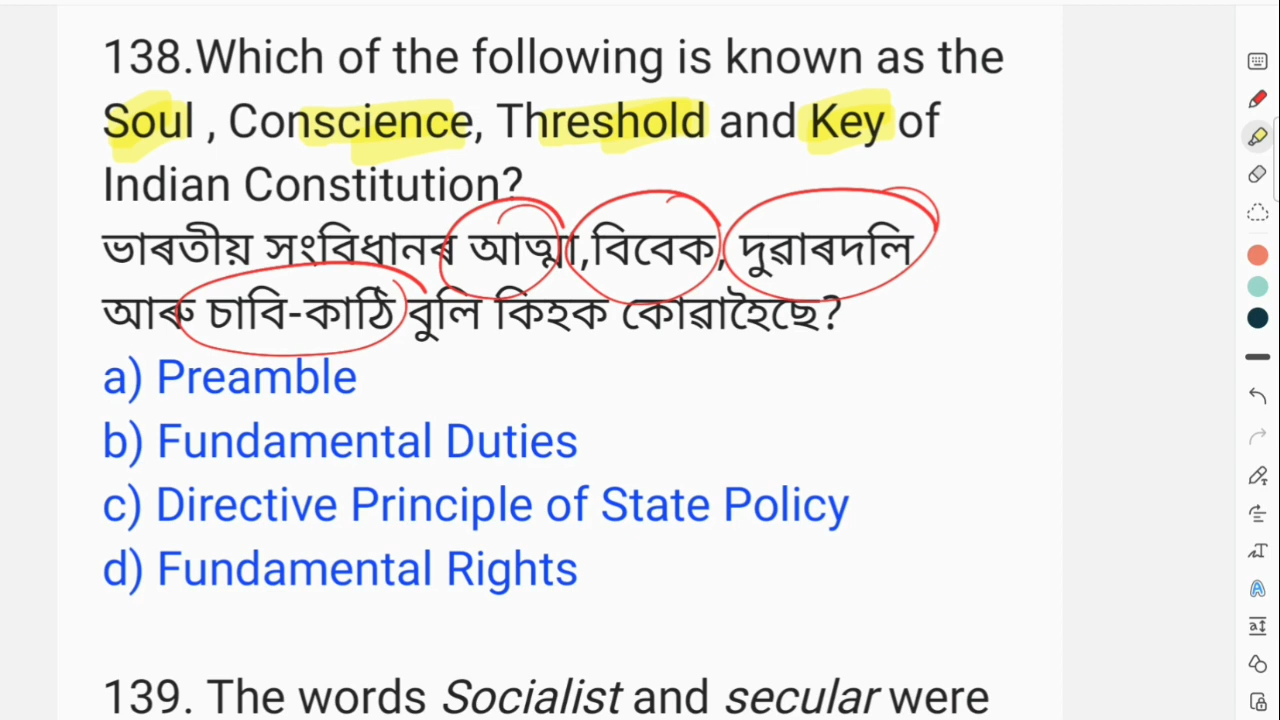 138.Which of the following is known as the
Soul , Conscience, Threshold and Key of
Indian Constitution?
ভাৰতীয় সংবিধানৰ আত্মা,বিবেক, দুৱাৰদলি
আৰু চাবি-কাঠি বুলি কিহক কোৱাহৈছে?
a) Preamble
b) Fundamental Duties
c) Directive Principle of State Policy
d) Fundamental Rights
139. The words Socialist and secular were